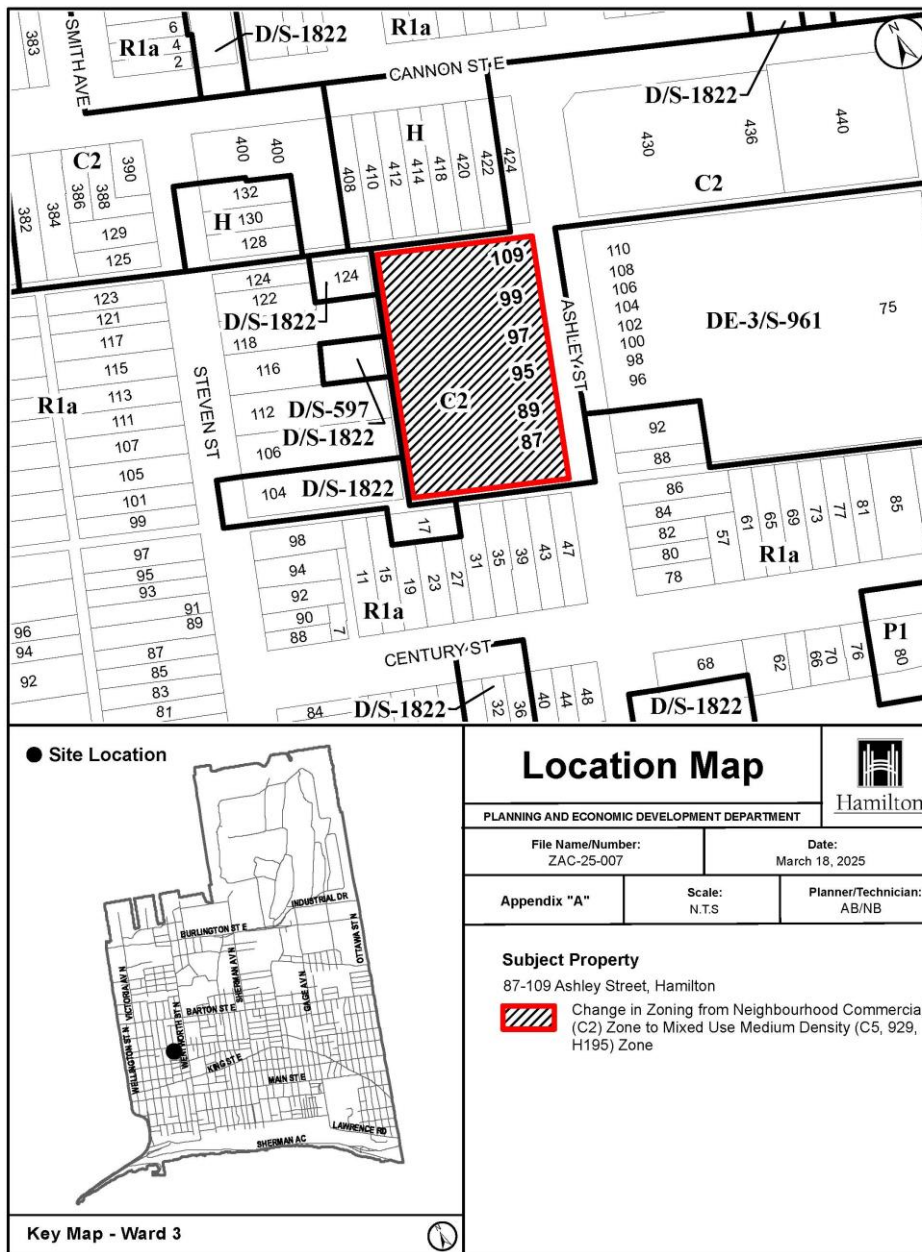 SMITH AVE
383
6
4
2
R1a
D/S-1822
R1a
CANNON ST E
D/S-1822
N
C2
382
384
386
388
390
129
125
400
400
132
130
128
H
408
410
412
414
418
420
422
424
H
430
436
440
C2
123
121
117
115
113
111
107
105
101
99
R1a
STEVEN ST
124
122
118
116
112
106
104
124
D/S-1822
D/S-597
D/S-1822
D/S-1822
109
99
97
95
89
87
C2
ASHLEY ST
110
108
106
104
102
100
98
96
DE-3/S-961
75
92
88
86
84
82
80
78
57
61
65
69
73
77
81
85
R1a
97
95
93
91
89
87
85
83
81
96
94
92
98
94
92
90
88
7
11
15
19
23
27
31
35
39
43
47
17
R1a
CENTURY ST
84
D/S-1822
32
36
40
44
48
68
62
66
70
76
80
P1
D/S-1822
Site Location
WELLINGTON ST N
VICTORIA AV N
WENTWORTH ST N
SHERMAN AV N
GAGE AV N
OTTAWA ST N
INDUSTRIAL DR
BURLINGTON ST E
BARTON ST E
KING ST E
MAIN ST E
LAWRENCE RD
SHERMAN AC
Key Map - Ward 3
N
Location Map
Hamilton
PLANNING AND ECONOMIC DEVELOPMENT DEPARTMENT
File Name/Number:
ZAC-25-007
Date:
March 18, 2025
Appendix "A"
Scale:
N.T.S
Planner/Technician:
AB/NB
Subject Property
87-109 Ashley Street, Hamilton
Change in Zoning from Neighbourhood Commercia
(C2) Zone to Mixed Use Medium Density (C5, 929,
H195) Zone